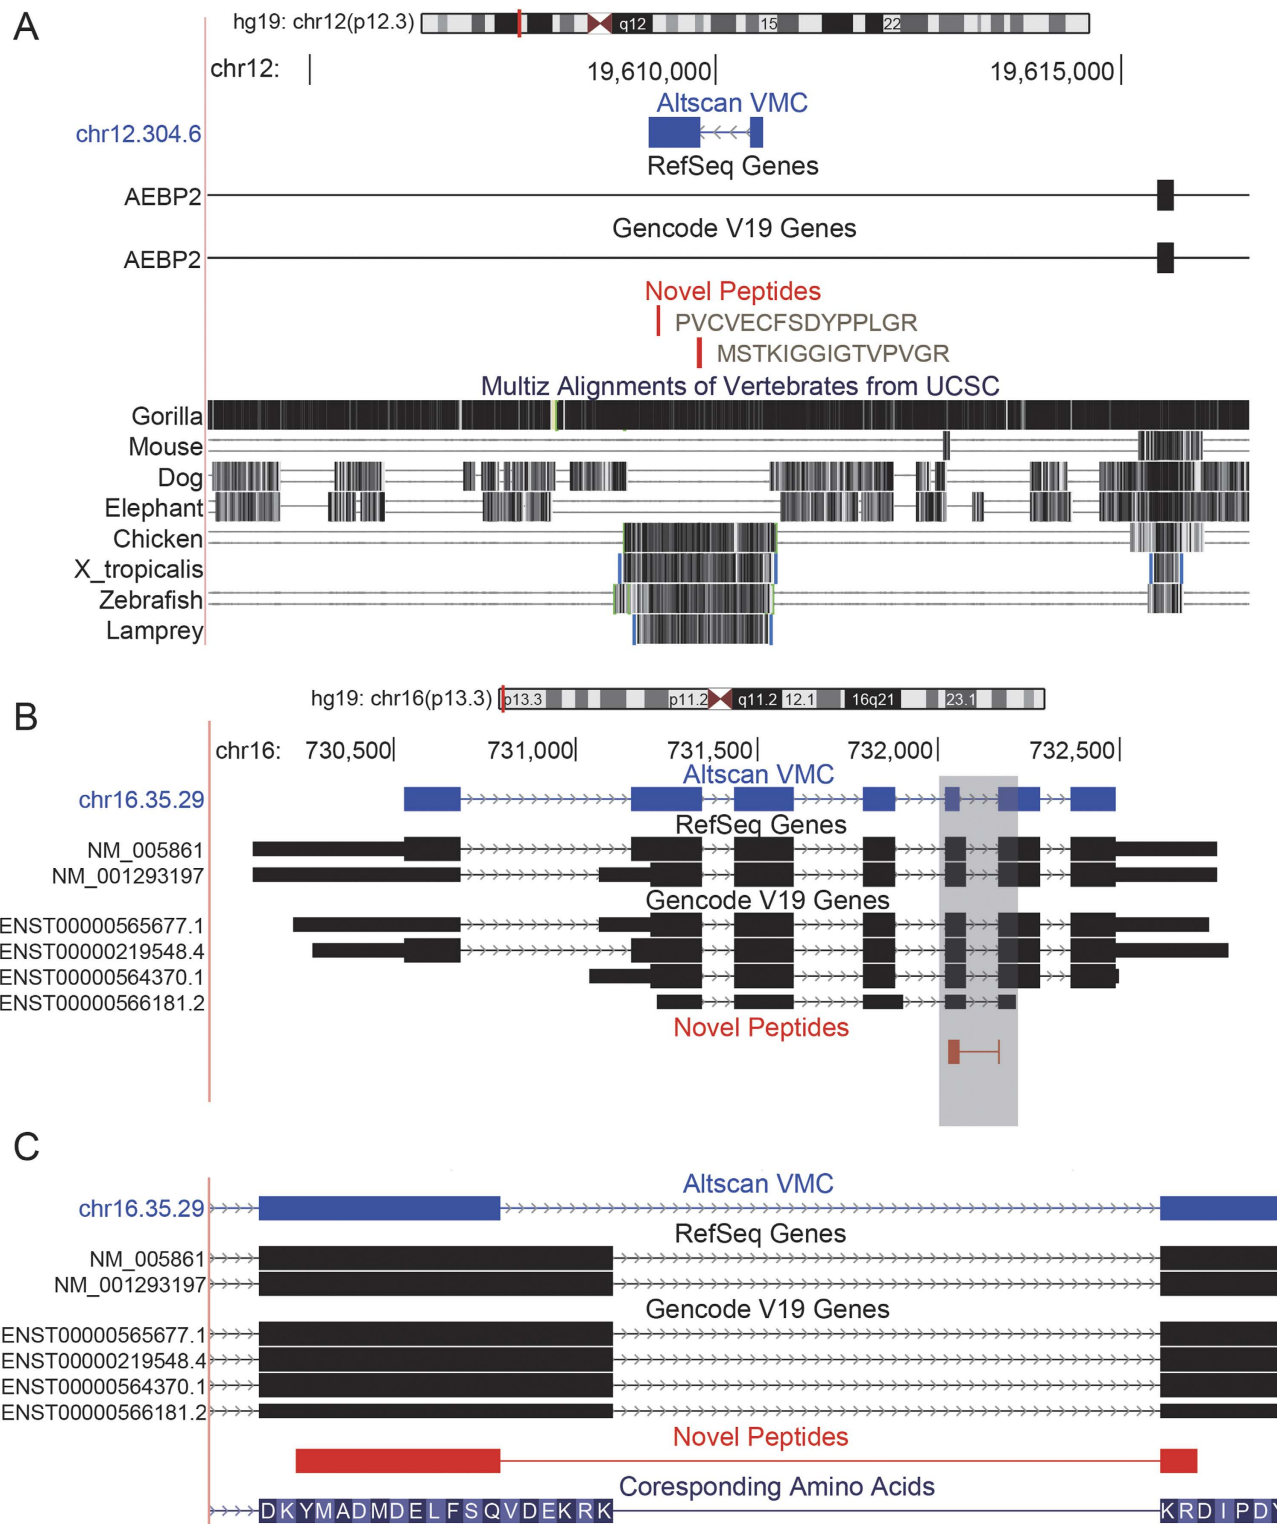 A
hg19: chr12(p12.3) q12 15 22
chr12: 19,610,000 19,615,000
Altscan VMC
chr12.304.6
RefSeq Genes
AEBP2
Gencode V19 Genes
AEBP2
Novel Peptides
PVCVECFSDYPPLGR
MSTKIGGIGTVPVGR
Multiz Alignments of Vertebrates from UCSC
Gorilla
Mouse
Dog
Elephant
Chicken
X_tropicalis
Zebrafish
Lamprey
B
hg19: chr16(p13.3) p13.3 p11.2 q11.2 12.1 16q21 23.1
chr16: 730,500 731,000 731,500 732,000 732,500
Altscan VMC
chr16.35.29
RefSeq Genes
NM_005861
NM_001293197
Gencode V19 Genes
ENST00000565677.1
ENST00000219548.4
ENST00000564370.1
ENST00000566181.2
Novel Peptides
C
Altscan VMC
chr16.35.29
RefSeq Genes
NM_005861
NM_001293197
Gencode V19 Genes
ENST00000565677.1
ENST00000219548.4
ENST00000564370.1
ENST00000566181.2
Novel Peptides
Coresponding Amino Acids
D K Y M A D M D E L F S Q V D E K R K K R D I P D Y